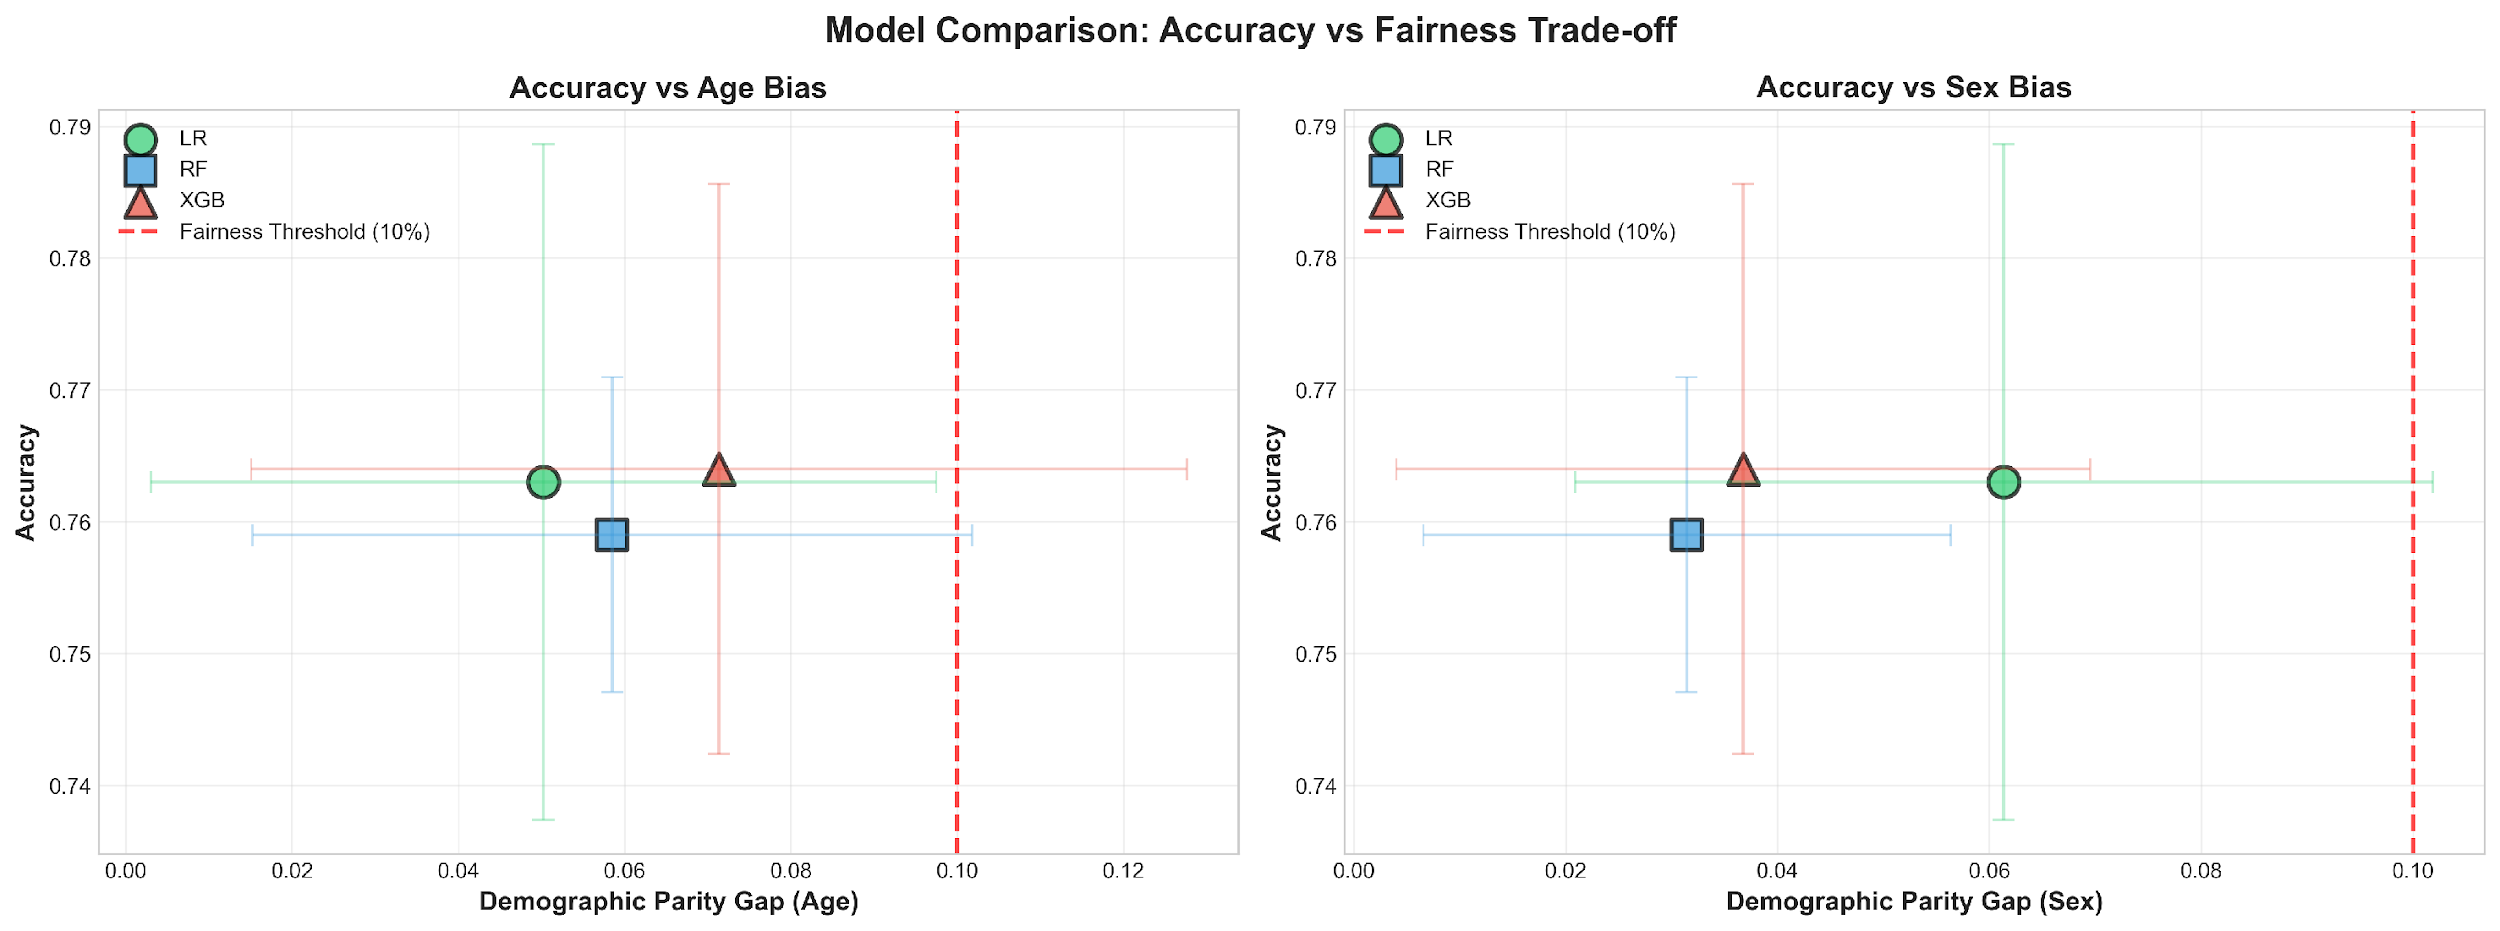 Model Comparison: Accuracy vs Fairness Trade-off
Accuracy vs Age Bias
LR
RF
XGB
Fairness Threshold (10%)
0.79
0.78
0.77
0.76
0.75
0.74
Accuracy
0.00 0.02 0.04 0.06 0.08 0.10 0.12
Demographic Parity Gap (Age)
Accuracy vs Sex Bias
LR
RF
XGB
Fairness Threshold (10%)
0.79
0.78
0.77
0.76
0.75
0.74
Accuracy
0.00 0.02 0.04 0.06 0.08 0.10
Demographic Parity Gap (Sex)